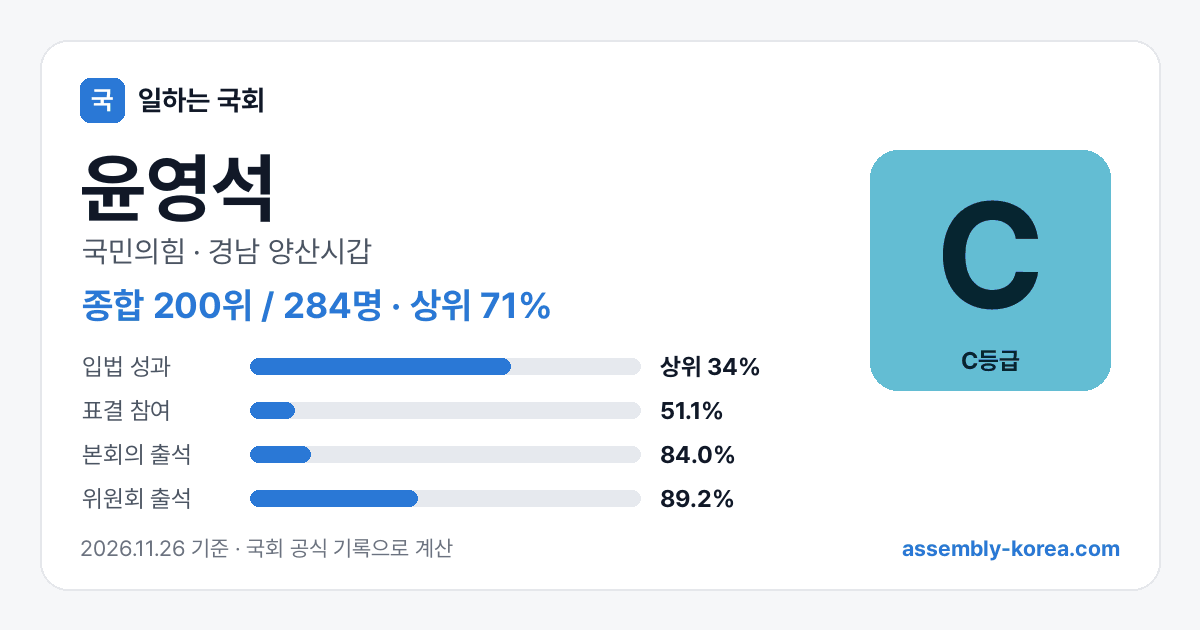 국 일하는 국회
윤영석
국민의힘 · 경남 양산시갑
종합 200위 / 284명 · 상위 71%
입법 성과 상위 34%
표결 참여 51.1%
본회의 출석 84.0%
위원회 출석 89.2%
C
C등급
2026.11.26 기준 · 국회 공식 기록으로 계산
assembly-korea.com